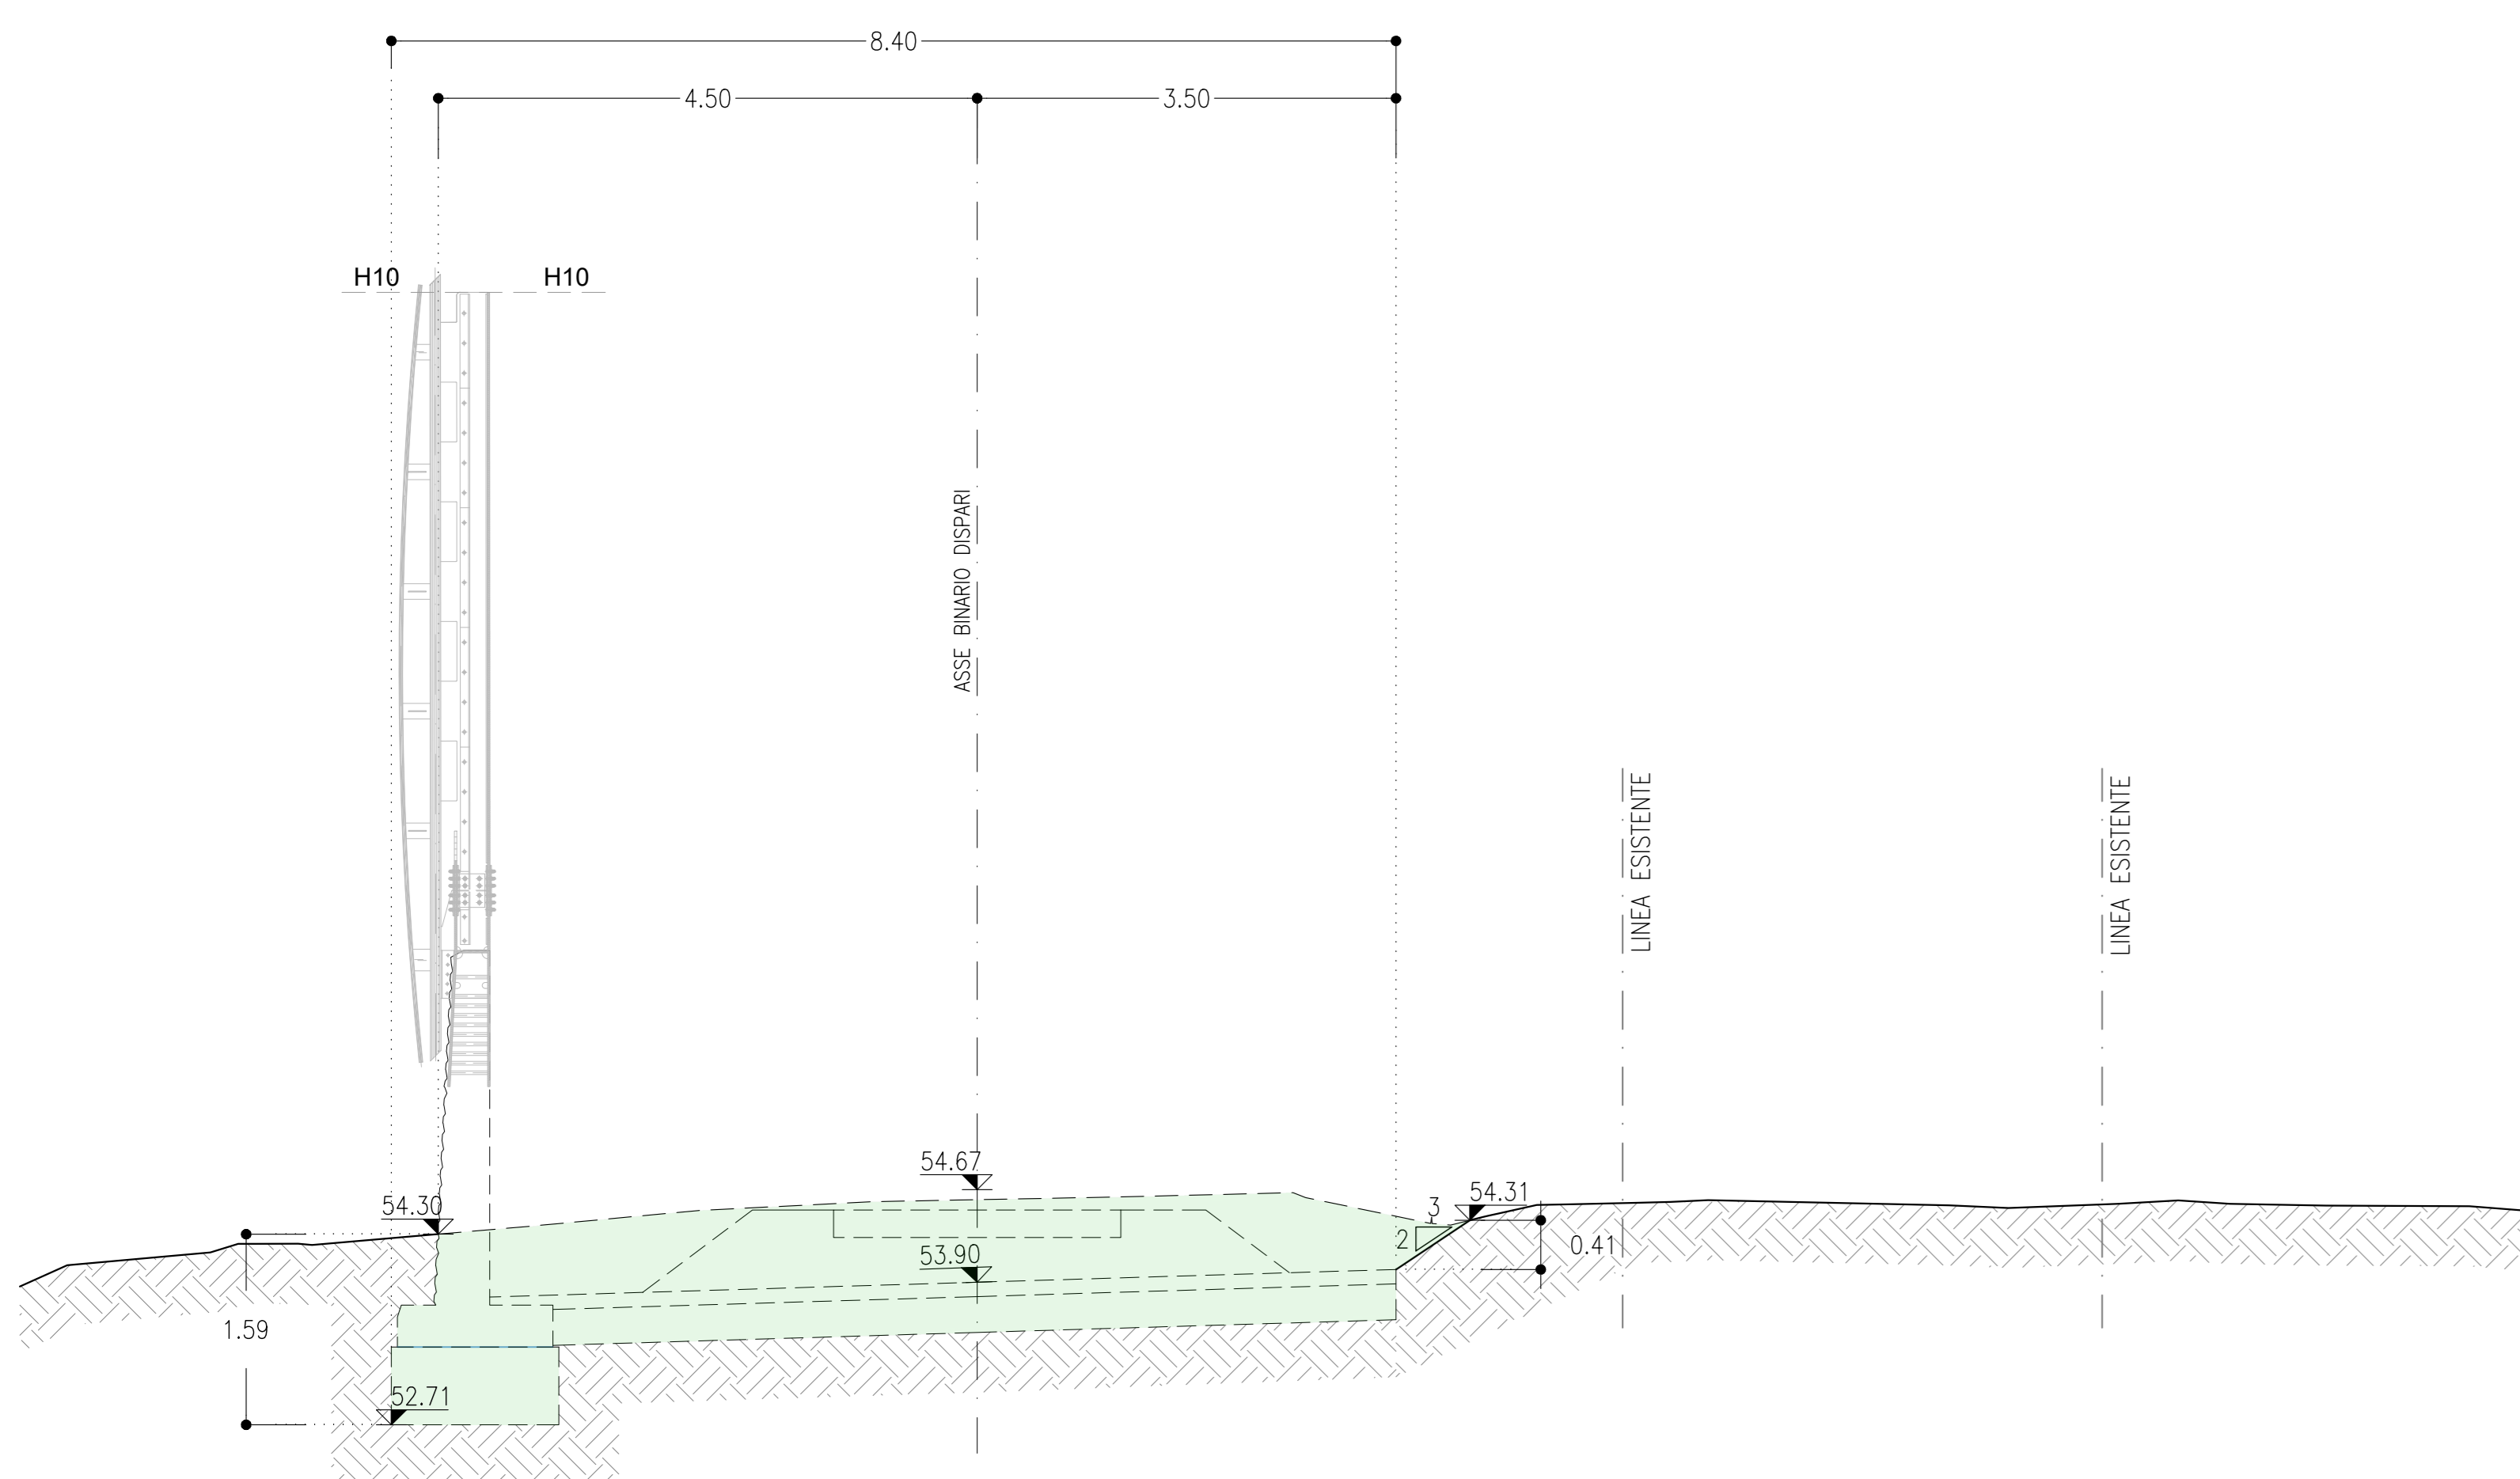 8.40
4.50
3.50
H10
H10
ASSE BINARIO DISPARI
LINEA ESISTENTE
LINEA ESISTENTE
54.67
54.30
3
54.31
2
0.41
53.90
1.59
52.71